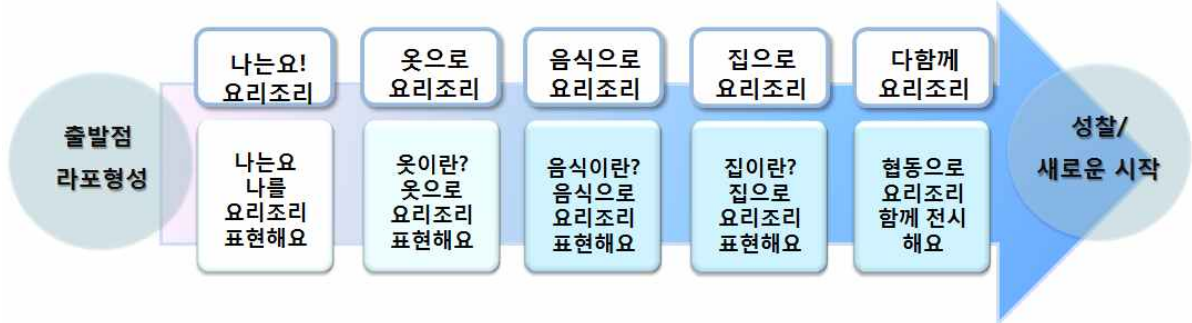 출발점
라포형성
나는요!
요리조리
나는요
나를
요리조리
표현해요
옷으로
요리조리
옷이란?
옷으로
요리조리
표현해요
음식으로
요리조리
음식이란?
음식으로
요리조리
표현해요
집으로
요리조리
집이란?
집으로
요리조리
표현해요
다함께
요리조리
협동으로
요리조리
함께 전시
해요
성찰/
새로운 시작